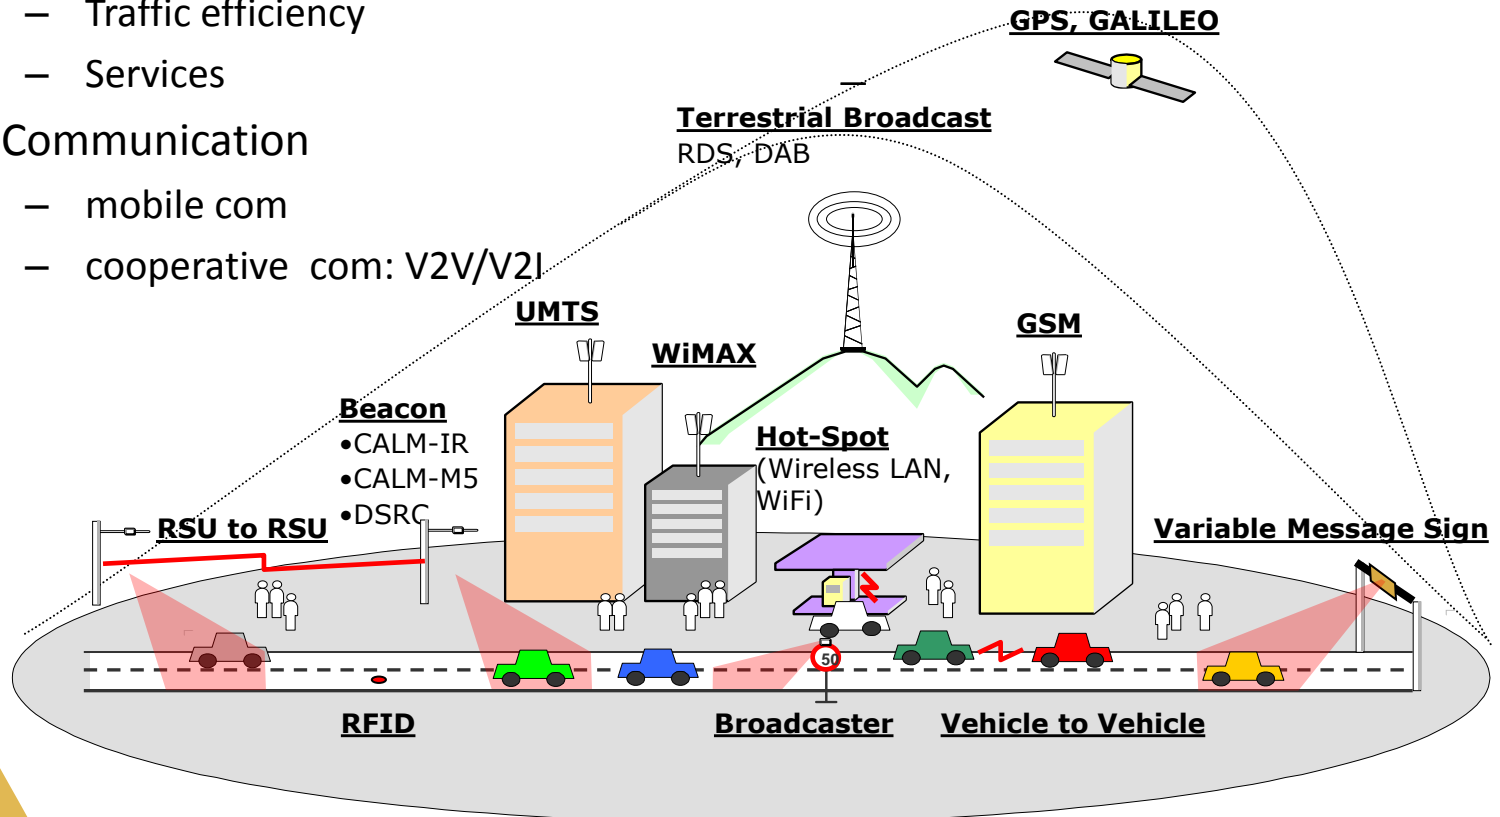 – Traffic efficiency
– Services
Communication
– mobile com
– cooperative com: V2V/V2I
GPS, GALILEO
–
Terrestrial Broadcast
RDS, DAB
UMTS
WiMAX
GSM
Beacon
•CALM-IR
•CALM-M5
•DSRC
Hot-Spot
(Wireless LAN,
WiFi)
RSU to RSU
Variable Message Sign
50
RFID
Broadcaster
Vehicle to Vehicle